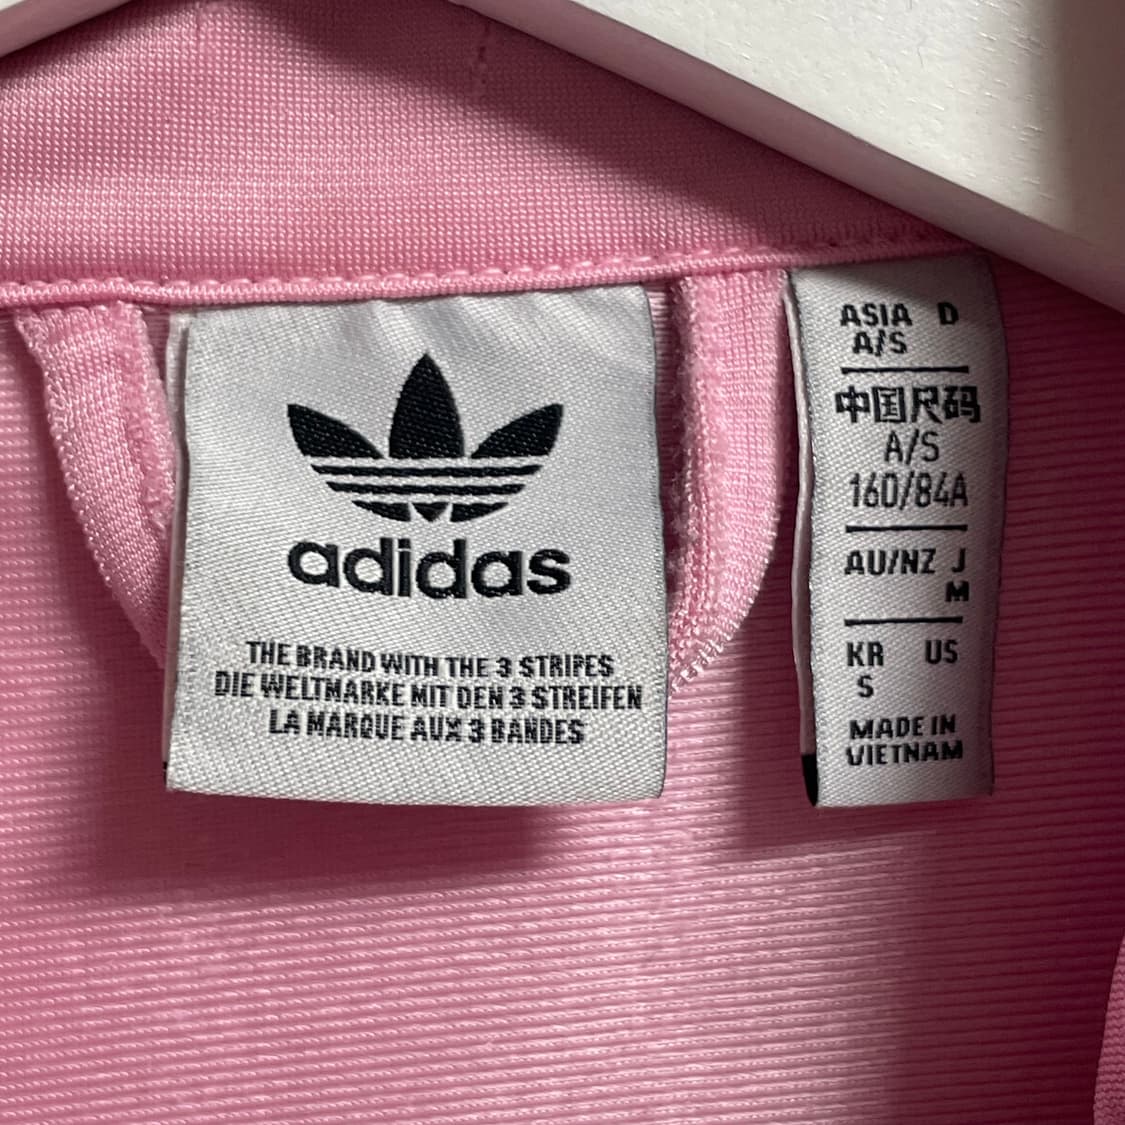 adidas
THE BRAND WITH THE 3 STRIPES
DIE WELTMARKE MIT DEN 3 STREIFEN
LA MARQUE AUX 3 BANDES
ASIA D
A/S
中国尺码
A/S
160/84A
AU/NZ J
M
KR US
S
MADE IN
VIETNAM